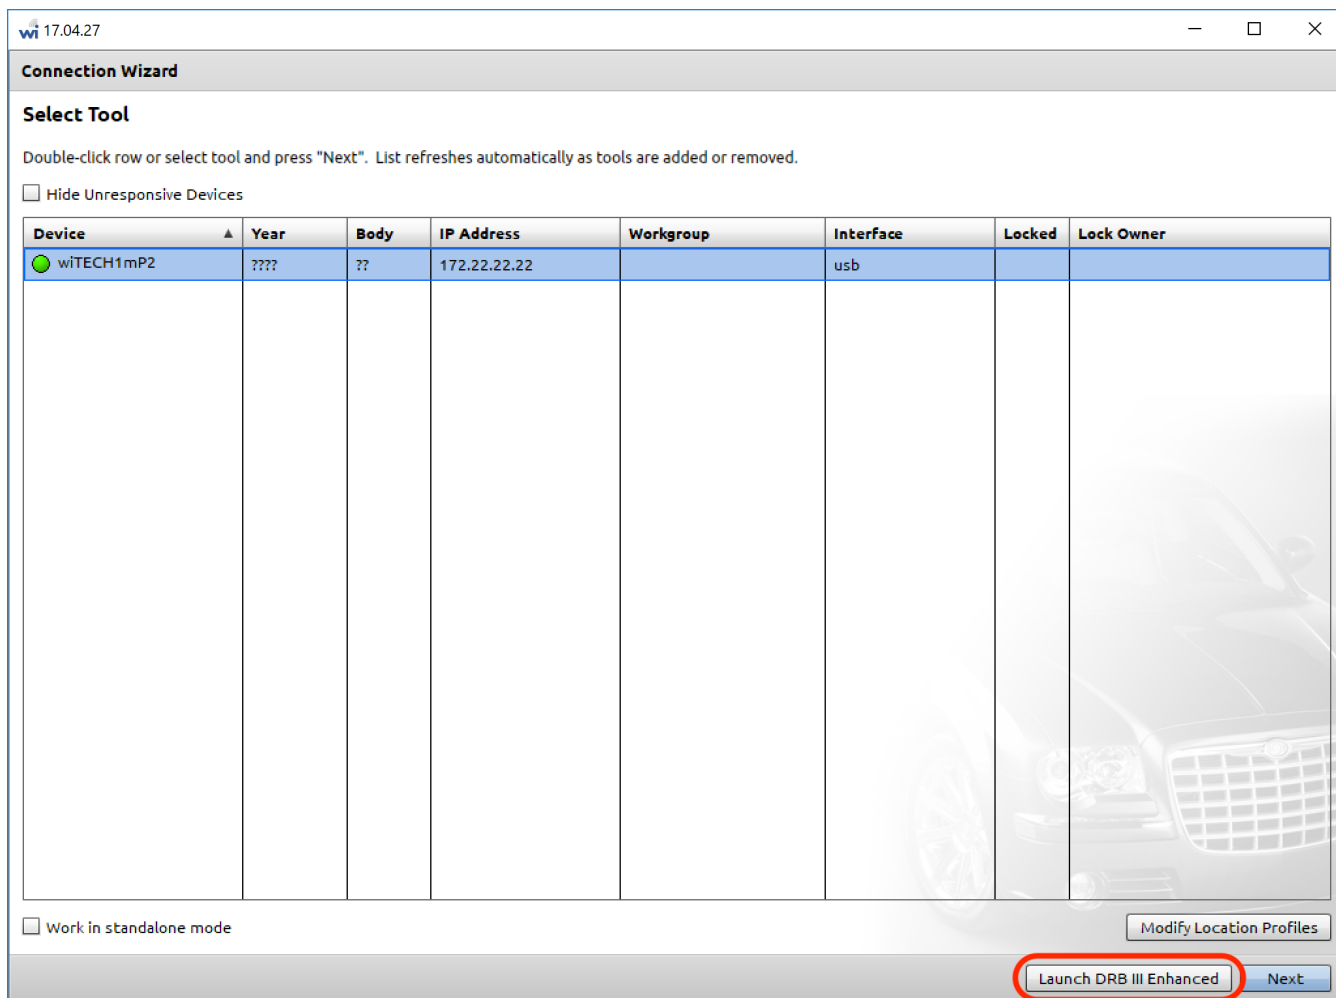 wi 17.04.27
Connection Wizard
Select Tool
Double-click row or select tool and press "Next". List refreshes automatically as tools are added or removed.
Hide Unresponsive Devices
Device Year Body IP Address Workgroup Interface Locked Lock Owner
wiTECH1mP2 ???? ?? 172.22.22.22 usb
Work in standalone mode
Modify Location Profiles
Launch DRB III Enhanced Next